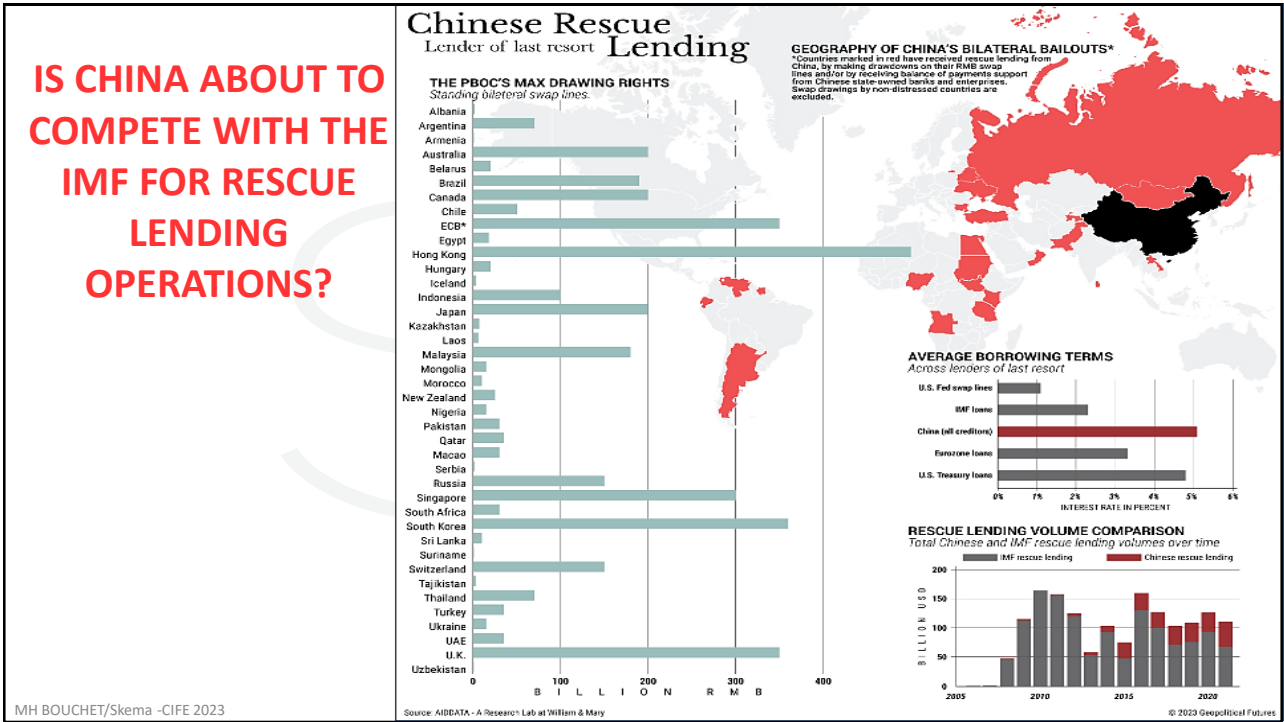 IS CHINA ABOUT TO
COMPETE WITH THE
IMF FOR RESCUE
LENDING
OPERATIONS?
MH BOUCHET/Skema -CIFE 2023
Chinese Rescue
Lender of last resort Lending
THE PBOC'S MAX DRAWING RIGHTS
Standing bilateral swap lines.
Albania
Argentina
Armenia
Australia
Belarus
Brazil
Canada
Chile
ECB*
Egypt
Hong Kong
Hungary
Iceland
Indonesia
Japan
Kazakhstan
Laos
Malaysia
Mongolia
Morocco
New Zealand
Nigeria
Pakistan
Qatar
Macao
Serbia
Russia
Singapore
South Africa
South Korea
Sri Lanka
Suriname
Switzerland
Tajikistan
Thailand
Turkey
Ukraine
UAE
U.K.
Uzbekistan
0 100 200 300 400
BILLION RMB
Source: AIDDATA - A Research Lab at William & Mary
GEOGRAPHY OF CHINA'S BILATERAL BAILOUTS*
*Countries marked in red have received rescue lending from
China, by making drawdowns on their RMB swap
lines and/or by receiving balance of payments support
from Chinese state-owned banks and enterprises.
Swap drawings by non-distressed countries are
excluded.
AVERAGE BORROWING TERMS
Across lenders of last resort
U.S. Fed swap lines
IMF loans
China (all creditors)
Eurozone loans
U.S. Treasury loans
0% 1% 2% 3% 4% 5% 6%
INTEREST RATE IN PERCENT
RESCUE LENDING VOLUME COMPARISON
Total Chinese and IMF rescue lending volumes over time
IMF rescue lending Chinese rescue lending
BILLION USD
200
150
100
50
0
2005 2010 2015 2020
© 2023 Geopolitical Futures